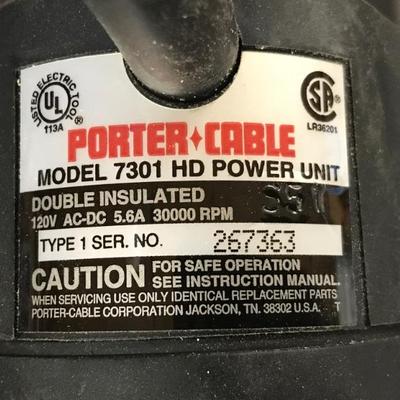 LISTED ELECTRIC TOOL
UL
113A
SA
LR36201
PORTER+CABLE
MODEL 7301 HD POWER UNIT
DOUBLE INSULATED
120V AC-DC 5.6A 30000 RPM
TYPE 1 SER. NO. 267363
CAUTION FOR SAFE OPERATION
SEE INSTRUCTION MANUAL.
WHEN SERVICING USE ONLY IDENTICAL REPLACEMENT PARTS
PORTER-CABLE CORPORATION JACKSON, TN. 38302 U.S.A. T